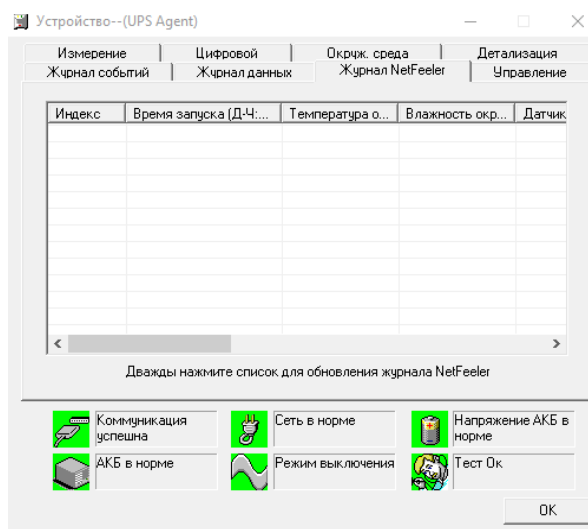 Устройство--(UPS Agent)
Измерение Цифровой Окруж. среда Детализация
Журнал событий Журнал данных Журнал NetFeeler Управление
Индекс Время запуска (Д-Ч:... Температура о... Влажность окр... Датчик
Дважды нажмите список для обновления журнала NetFeeler
Коммуникация успешна
Сеть в норме
Напряжение АКБ в норме
АКБ в норме
Режим выключения
Тест Ок
OK